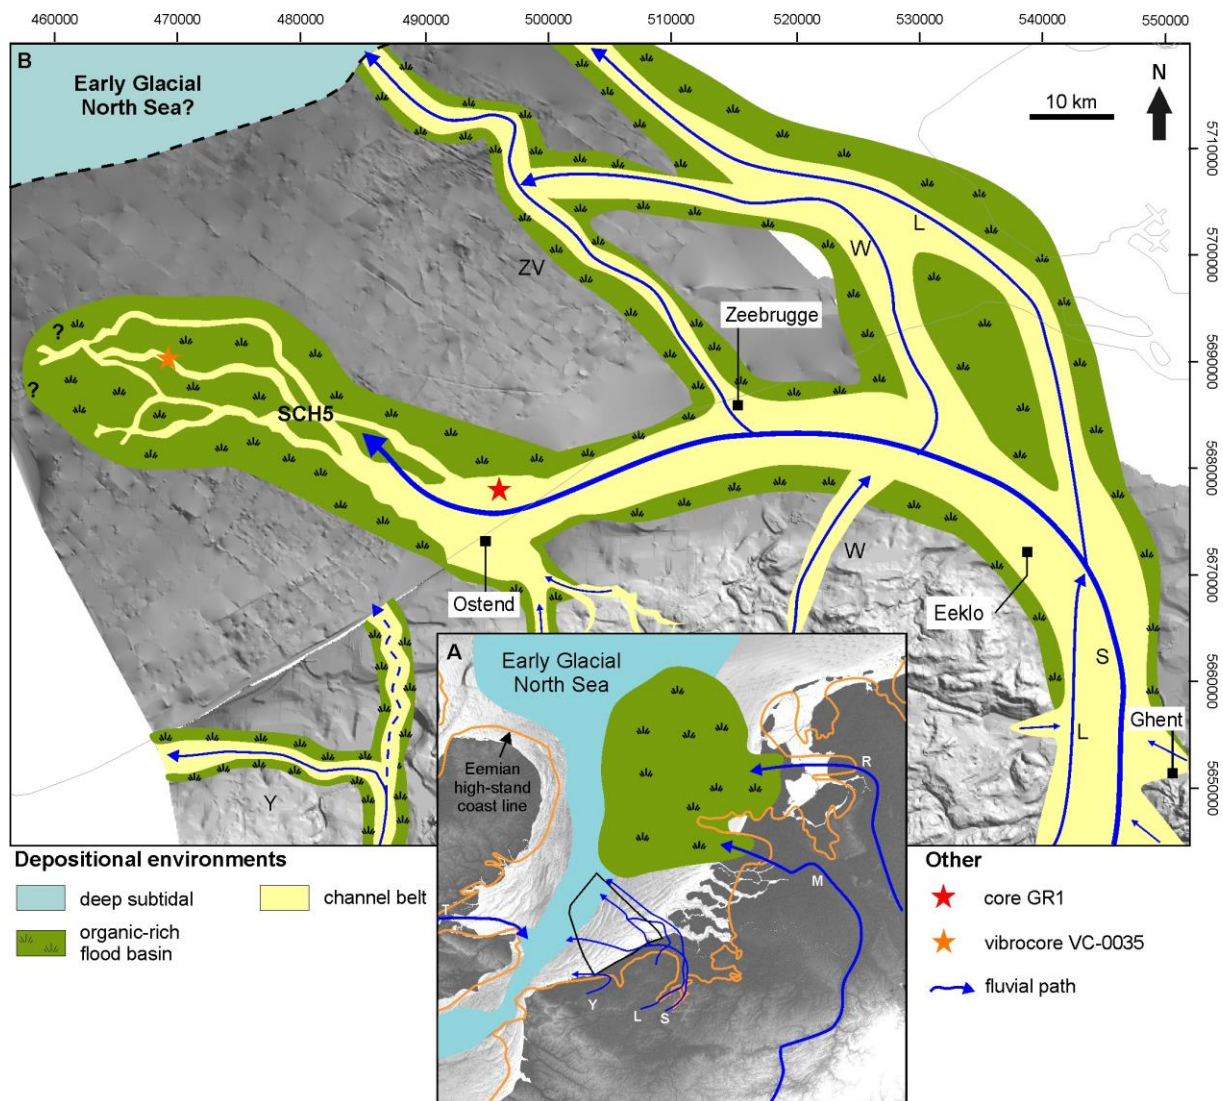 460000 470000 480000 490000 500000 510000 520000 530000 540000 550000
B
Early Glacial
North Sea?
N
10 km
5710000
5700000
5690000
5680000
5670000
5660000
5650000
L
W
ZV
Zeebrugge
?
?
SCH5
W
Ostend
Eeklo
S
L
Ghent
Y
A
Early Glacial
North Sea
Eemian
high-stand
coast line
R
M
T
Y
L
S
Depositional environments
deep subtidal
channel belt
organic-rich
flood basin
Other
core GR1
vibrocore VC-0035
fluvial path